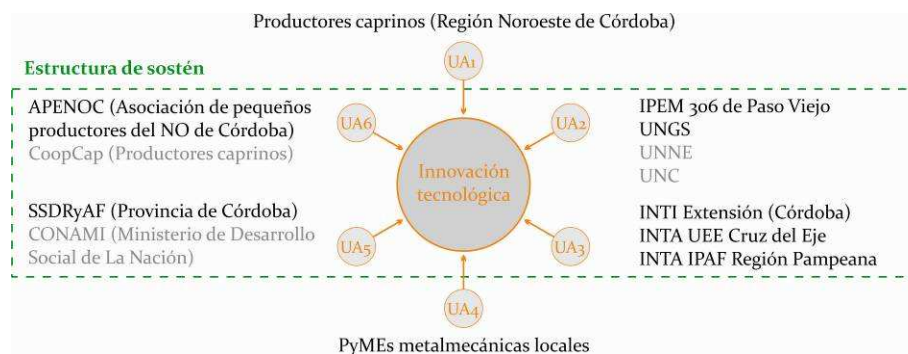 Productores caprinos (Región Noroeste de Córdoba)
UA1
Estructura de sostén
APENOC (Asociación de pequeños
productores del NO de Córdoba)
CoopCap (Productores caprinos)
UA6
UA2
IPEM 306 de Paso Viejo
UNGS
UNNE
UNC
Innovación
tecnológica
SSDRyAF (Provincia de Córdoba)
CONAMI (Ministerio de Desarrollo
Social de La Nación)
UA5
UA3
INTI Extensión (Córdoba)
INTA UEE Cruz del Eje
INTA IPAF Región Pampeana
UA4
PyMEs metalmecánicas locales